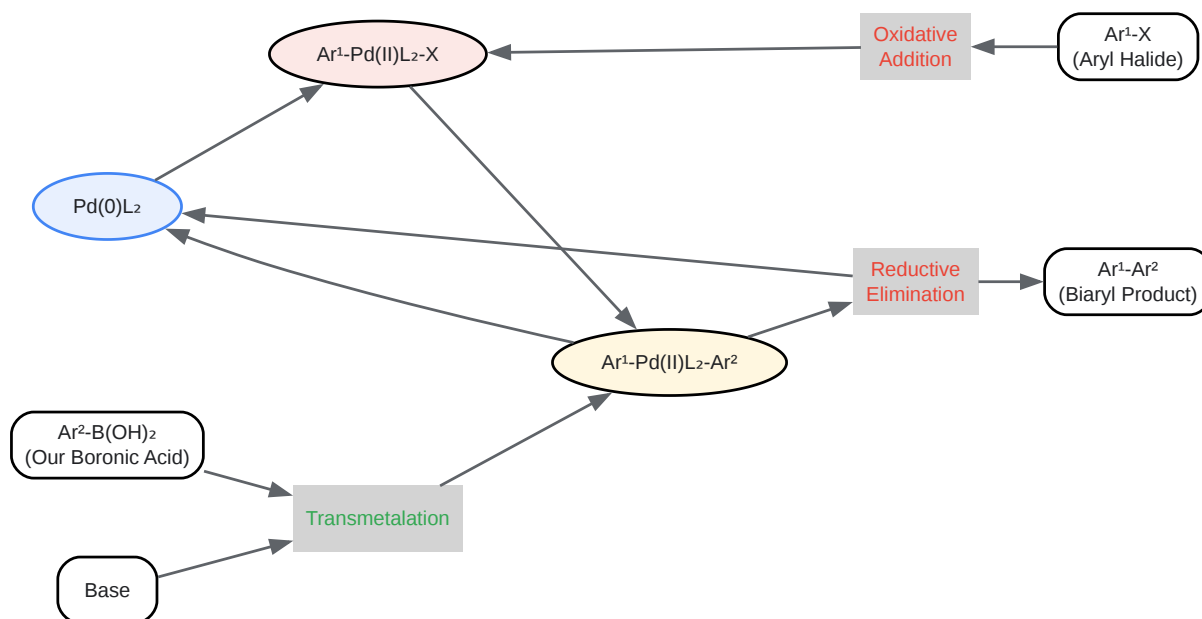 Ar¹-Pd(II)L₂-X
Oxidative
Addition
Ar¹-X
(Aryl Halide)
Pd(0)L₂
Reductive
Elimination
Ar¹-Ar²
(Biaryl Product)
Ar¹-Pd(II)L₂-Ar²
Ar²-B(OH)₂
(Our Boronic Acid)
Transmetalation
Base